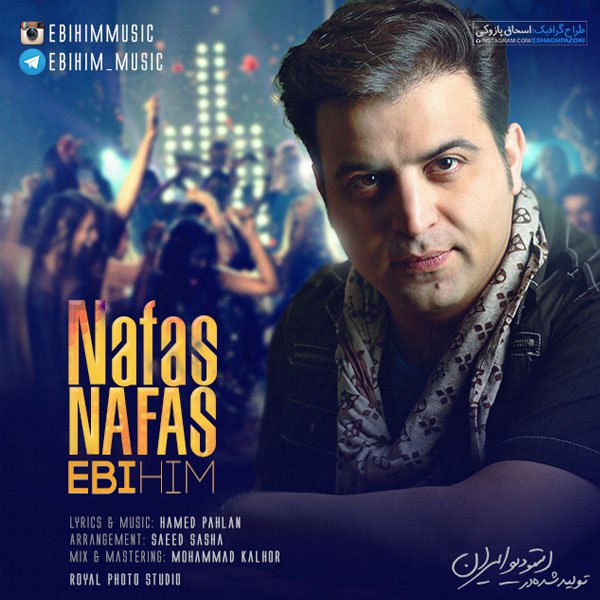 EBIHIMMUSIC
EBIHIM_MUSIC
طراح گرافیک: اسحاق پازوکی
INSTAGRAM.COM/ESHAGHPAZOKI
Nafas
NAFAS
EBIHIM
LYRICS & MUSIC: HAMED PAHLAN
ARRANGEMENT: SAEED SASHA
MIX & MASTERING: MOHAMMAD KALHOR
ROYAL PHOTO STUDIO
استودیو ایران
تولید شده در